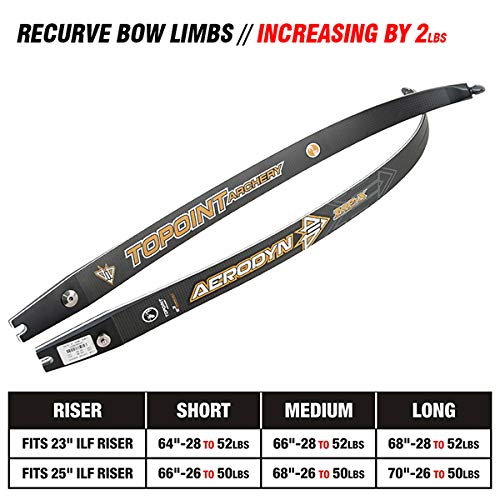 RECURVE BOW LIMBS // INCREASING BY 2LBS
TOPOINT ARCHERY
AERODYN
RISER SHORT MEDIUM LONG
FITS 23" ILF RISER 64"-28 TO 52LBS 66"-28 TO 52LBS 68"-28 TO 52LBS
FITS 25" ILF RISER 66"-26 TO 50LBS 68"-26 TO 50LBS 70"-26 TO 50LBS